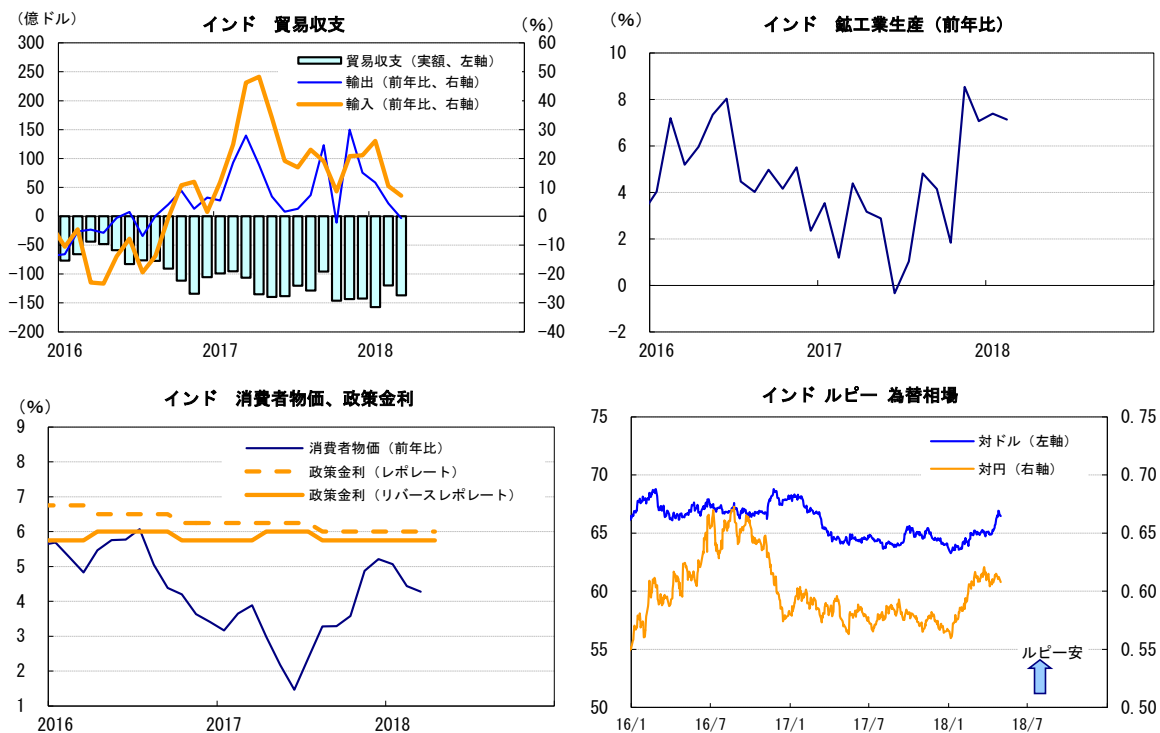 インド 貿易収支
(億ドル)
(%)
300
250
200
150
100
50
0
-50
-100
-150
-200
60
50
40
30
20
10
0
-10
-20
-30
-40
貿易収支(実額、左軸)
輸出(前年比、右軸)
輸入(前年比、右軸)
2016 2017 2018
インド 鉱工業生産(前年比)
(%)
10
8
6
4
2
0
-2
2016 2017 2018
インド 消費者物価、政策金利
(%)
9
8
7
6
5
4
3
2
1
消費者物価(前年比)
政策金利(レポレート)
政策金利(リバースレポレート)
2016 2017 2018
インド ルピー 為替相場
75
70
65
60
55
50
0.75
0.70
0.65
0.60
0.55
0.50
対ドル(左軸)
対円(右軸)
ルピー安
16/1 16/7 17/1 17/7 18/1 18/7